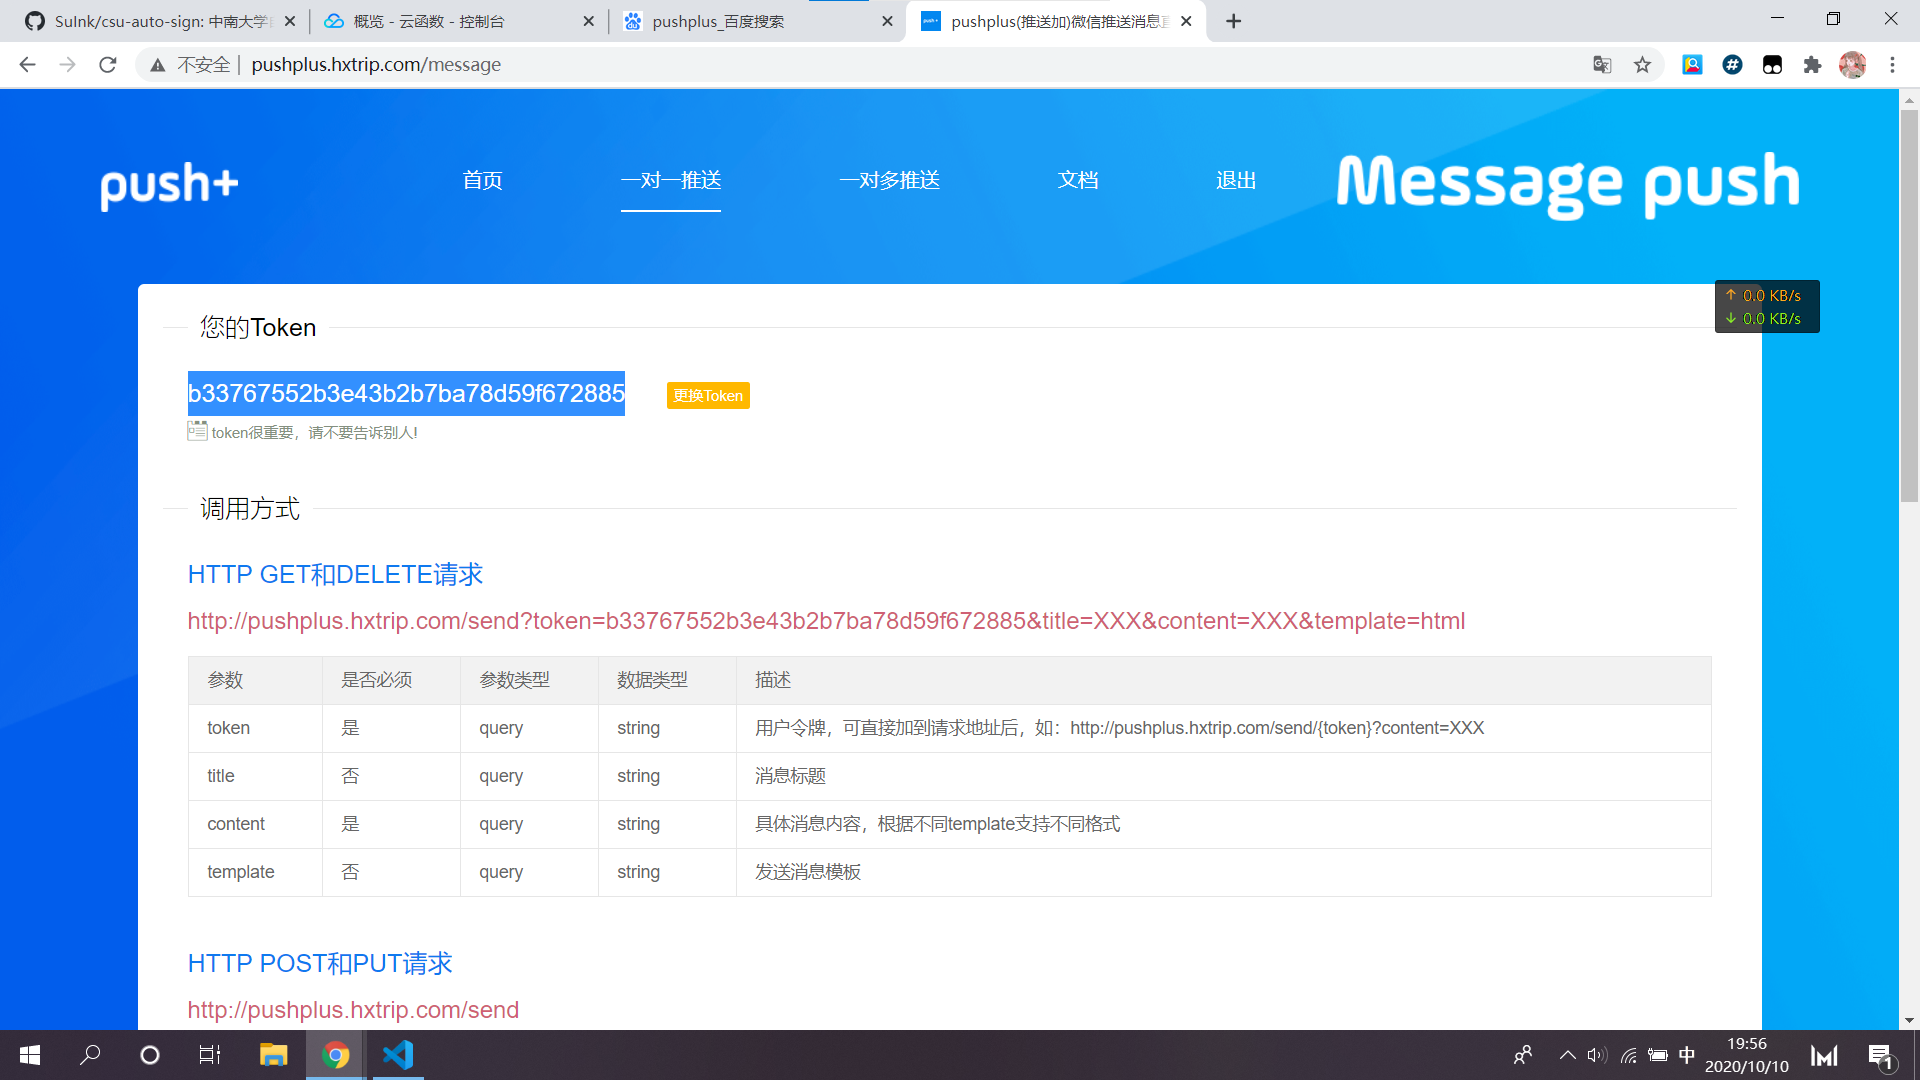 SuInk/csu-auto-sign: 中南大学
概览 - 云函数 - 控制台
pushplus_百度搜索
pushplus(推送加)微信推送消息
不安全
pushplus.hxtrip.com/message
push+
首页
一对一推送
一对多推送
文档
退出
Message push
↑ 0.0 KB/s
↓ 0.0 KB/s
您的Token
b33767552b3e43b2b7ba78d59f672885
更换Token
token很重要，请不要告诉别人!
调用方式
HTTP GET和DELETE请求
http://pushplus.hxtrip.com/send?token=b33767552b3e43b2b7ba78d59f672885&title=XXX&content=XXX&template=html
参数 是否必须 参数类型 数据类型 描述
token 是 query string 用户令牌，可直接加到请求地址后，如：http://pushplus.hxtrip.com/send/{token}?content=XXX
title 否 query string 消息标题
content 是 query string 具体消息内容，根据不同template支持不同格式
template 否 query string 发送消息模板
HTTP POST和PUT请求
http://pushplus.hxtrip.com/send
中
19:56
2020/10/10
1